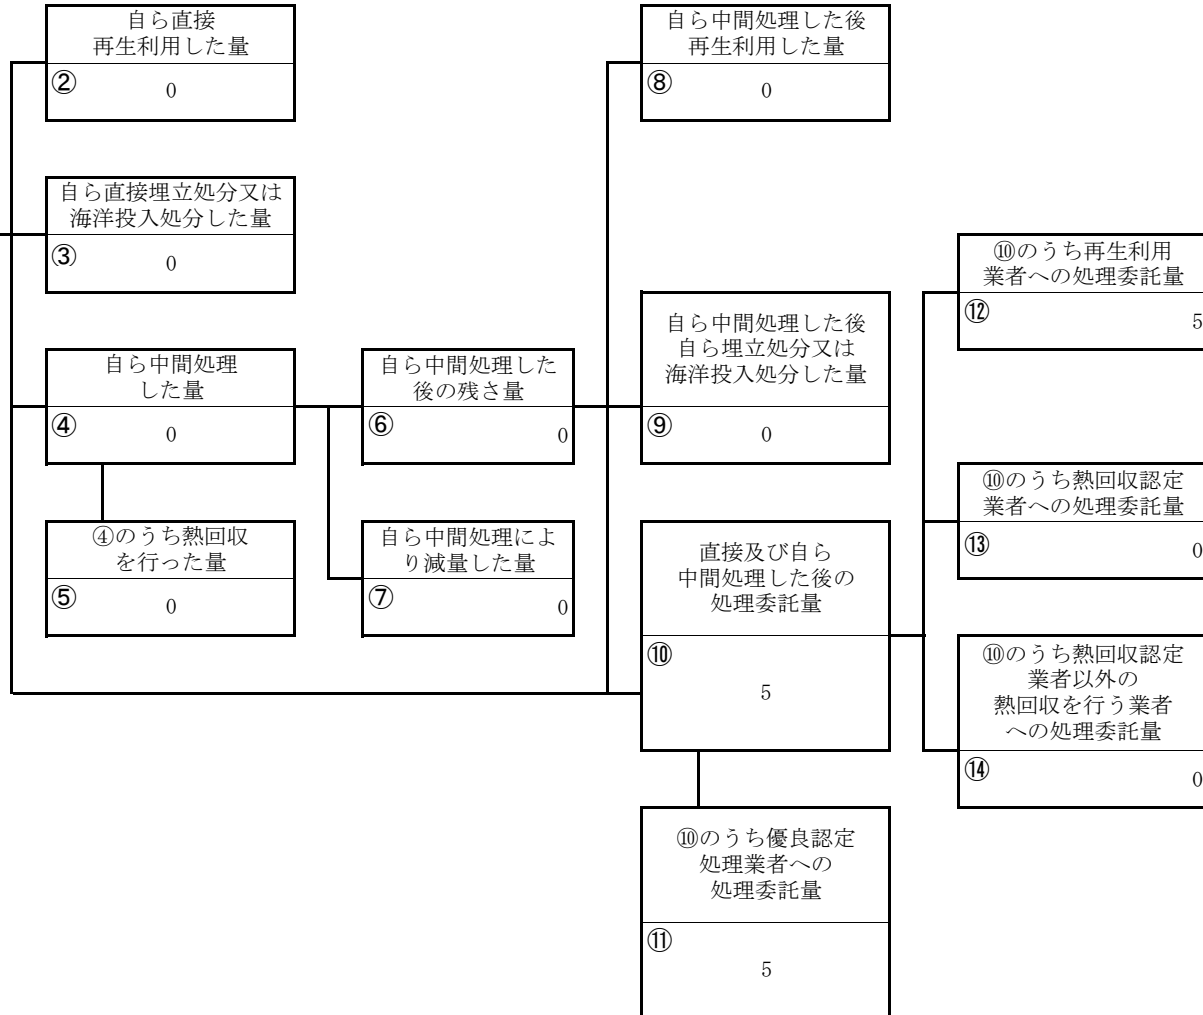 自ら直接
再生利用した量
②
0
自ら直接埋立処分又は
海洋投入処分した量
③
0
自ら中間処理
した量
④
0
④のうち熱回収
を行った量
⑤
0
自ら中間処理した
後の残さ量
⑥
0
自ら中間処理によ
り減量した量
⑦
0
自ら中間処理した後
再生利用した量
⑧
0
自ら中間処理した後
自ら埋立処分又は
海洋投入処分した量
⑨
0
直接及び自ら
中間処理した後の
処理委託量
⑩
5
⑩のうち優良認定
処理業者への
処理委託量
⑪
5
⑩のうち再生利用
業者への処理委託量
⑫
5
⑩のうち熱回収認定
業者への処理委託量
⑬
0
⑩のうち熱回収認定
業者以外の
熱回収を行う業者
への処理委託量
⑭
0